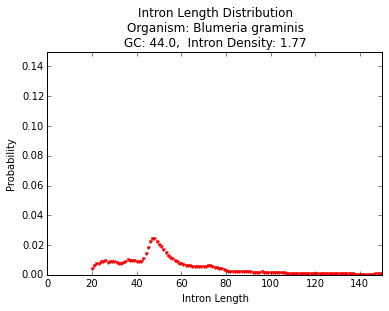 Intron Length Distribution
Organism: Blumeria graminis
GC: 44.0,  Intron Density: 1.77
0.14
0.12
0.10
0.08
0.06
0.04
0.02
0.00
Probability
0 20 40 60 80 100 120 140
Intron Length